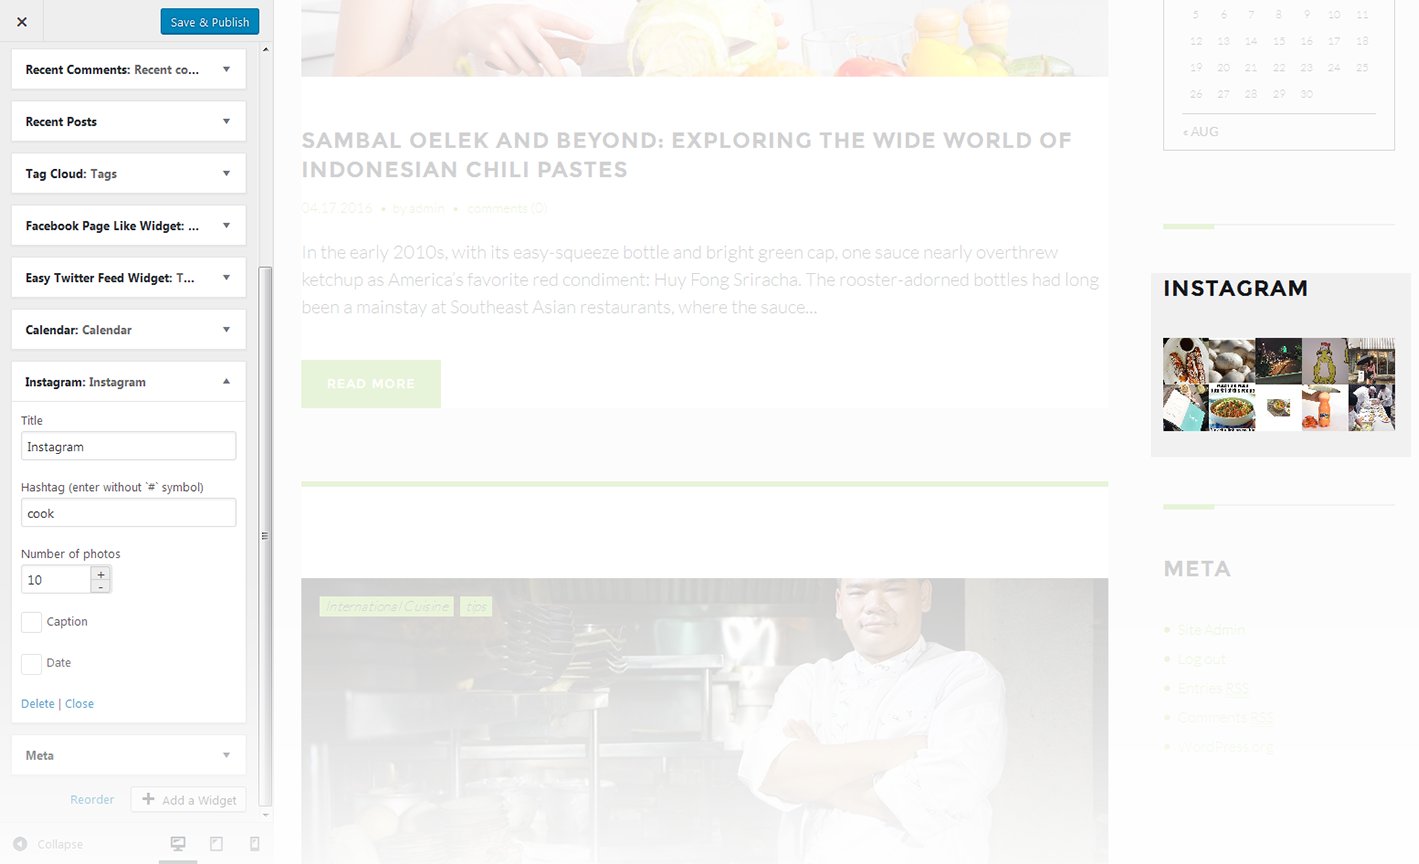 Save & Publish
Recent Comments: Recent co...
Recent Posts
Tag Cloud: Tags
Facebook Page Like Widget: ...
Easy Twitter Feed Widget: T...
Calendar: Calendar
Instagram: Instagram
Title
Instagram
Hashtag (enter without `#` symbol)
cook
Number of photos
10
+
-
Caption
Date
Delete | Close
Meta
Reorder
Add a Widget
Collapse
SAMBAL OELEK AND BEYOND: EXPLORING THE WIDE WORLD OF
INDONESIAN CHILI PASTES
04.17.2016 • by admin • comments (0)
In the early 2010s, with its easy-squeeze bottle and bright green cap, one sauce nearly overthrew
ketchup as America's favorite red condiment: Huy Fong Sriracha. The rooster-adorned bottles had long
been a mainstay at Southeast Asian restaurants, where the sauce...
READ MORE
International Cuisine tips
5 6 7 8 9 10 11
12 13 14 15 16 17 18
19 20 21 22 23 24 25
26 27 28 29 30
« AUG
INSTAGRAM
META
Site Admin
Log out
Entries RSS
Comments RSS
WordPress.org